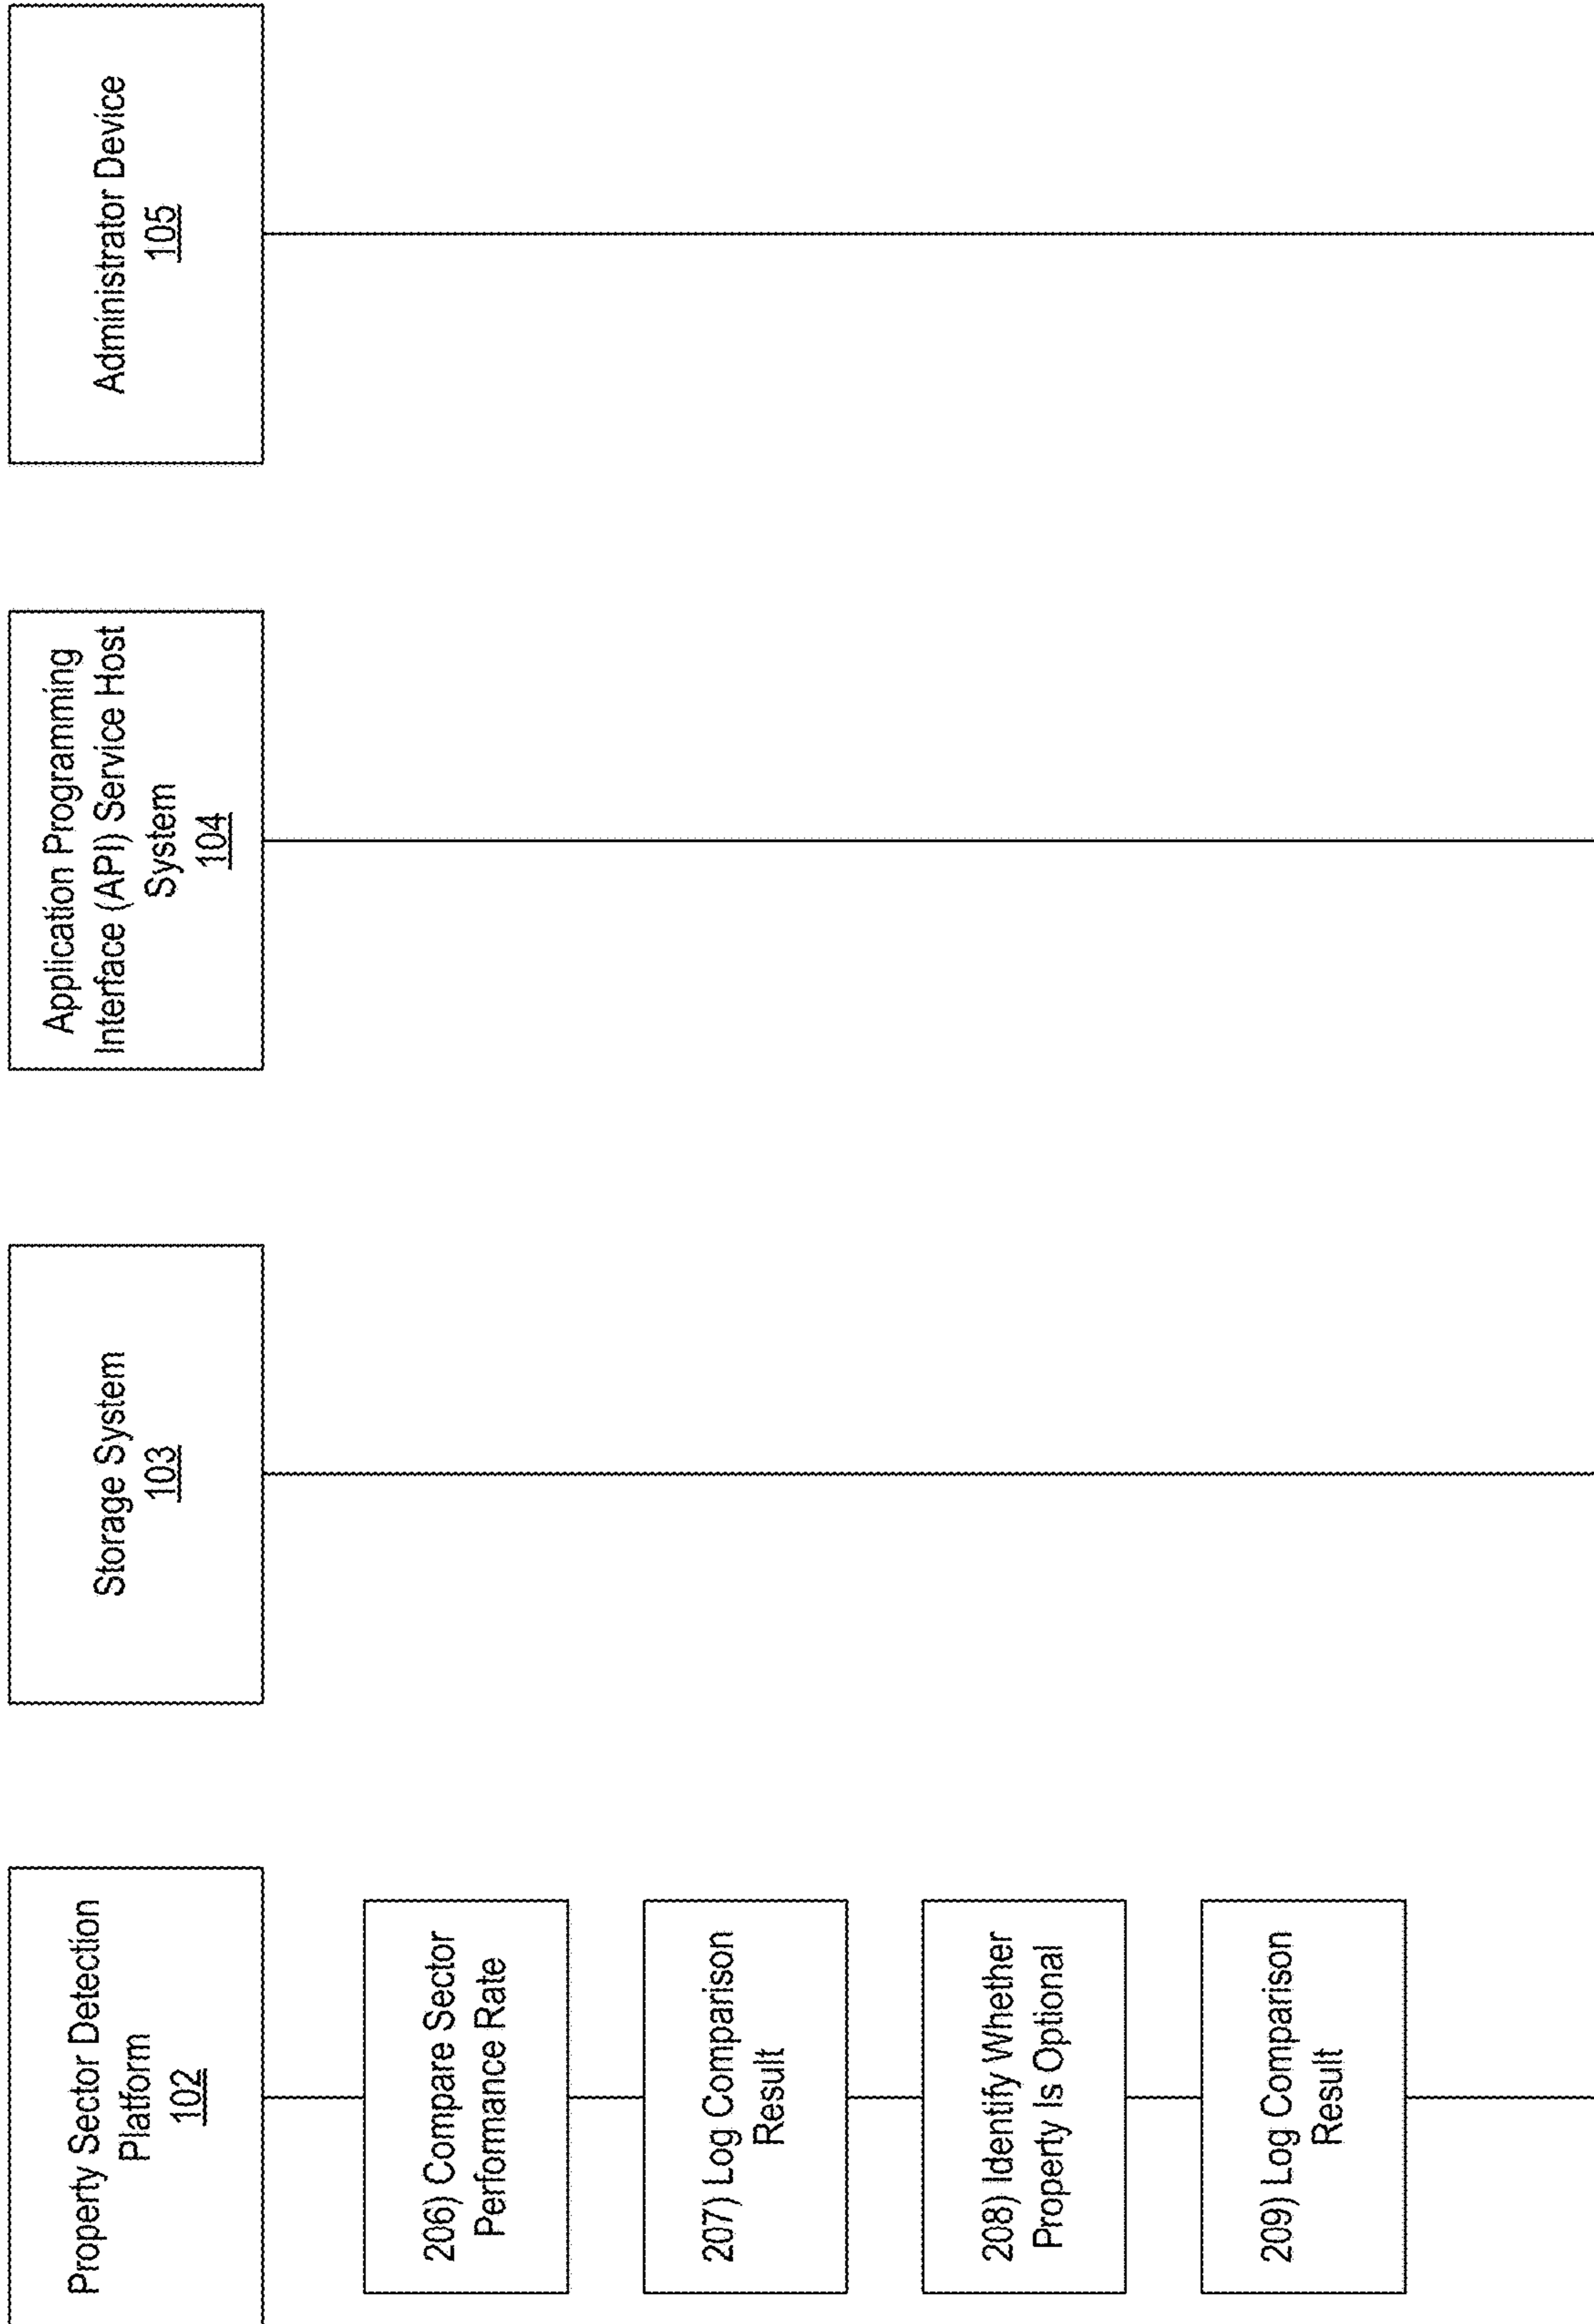 Property Sector Detection
Platform
102
Storage System
103
Application Programming
Interface (API) Service Host
System
104
Administrator Device
105
206) Compare Sector
Performance Rate
207) Log Comparison
Result
208) Identify Whether
Property Is Optional
209) Log Comparison
Result